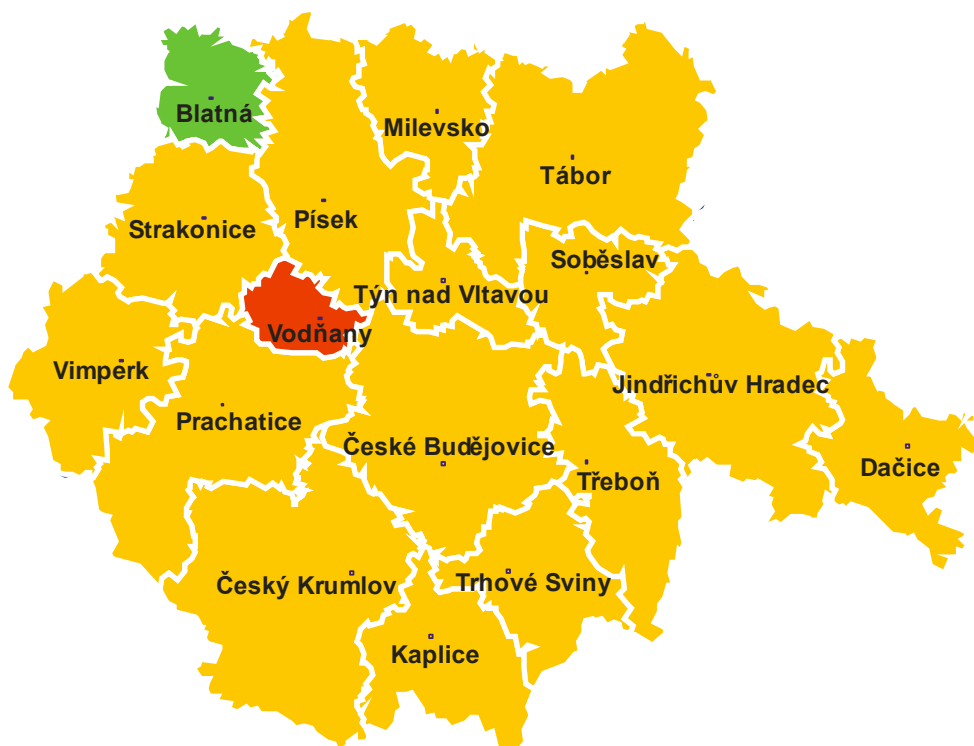 Blatná
Milevsko
Tábor
Písek
Strakonice
Soběslav
Týn nad Vltavou
Vodňany
Vimperk
Jindřichův Hradec
Prachatice
České Budějovice
Dačice
Třeboň
Český Krumlov
Trhové Sviny
Kaplice